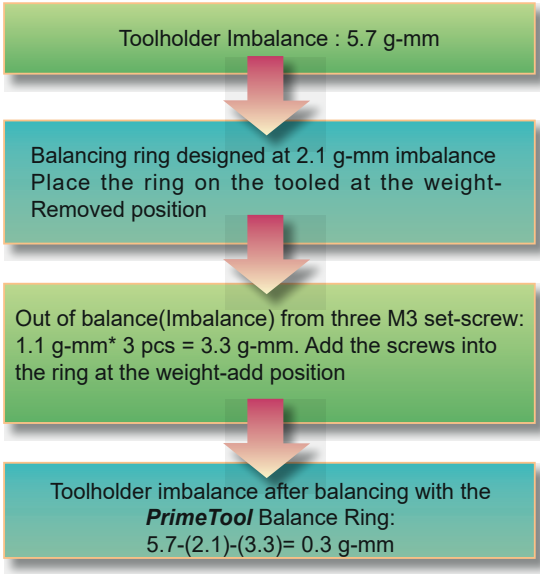 Toolholder Imbalance : 5.7 g-mm
Balancing ring designed at 2.1 g-mm imbalance
Place the ring on the tooled at the weight-
Removed position
Out of balance(Imbalance) from three M3 set-screw:
1.1 g-mm* 3 pcs = 3.3 g-mm. Add the screws into
the ring at the weight-add position
Toolholder imbalance after balancing with the
PrimeTool Balance Ring:
5.7-(2.1)-(3.3)= 0.3 g-mm